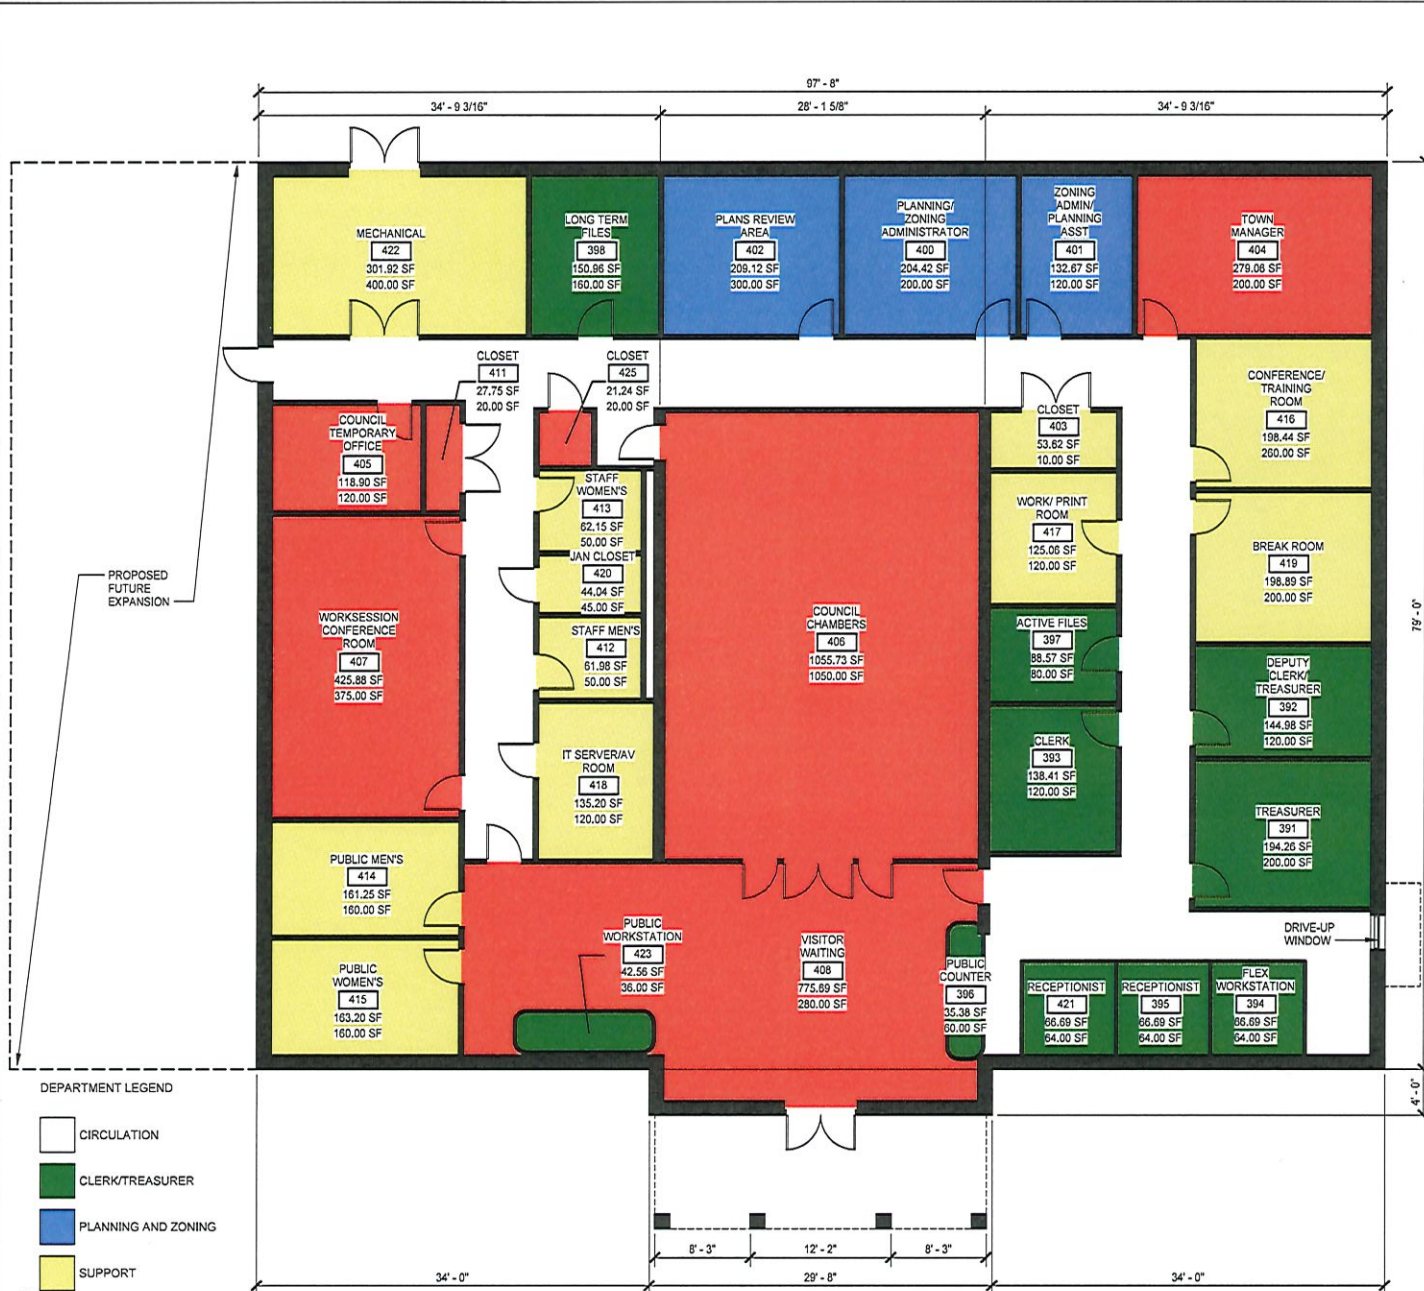 97' - 8"
34' - 9 3/16"
28' - 1 5/8"
34' - 9 3/16"
MECHANICAL
422
301.92 SF
400.00 SF
LONG TERM
FILES
398
150.96 SF
160.00 SF
PLANS REVIEW
AREA
402
209.12 SF
300.00 SF
PLANNING/
ZONING
ADMINISTRATOR
400
204.42 SF
200.00 SF
ZONING
ADMIN/
PLANNING
ASST
401
132.67 SF
120.00 SF
TOWN
MANAGER
404
279.06 SF
200.00 SF
CLOSET
411
27.75 SF
20.00 SF
CLOSET
425
21.24 SF
20.00 SF
COUNCIL
TEMPORARY
OFFICE
405
118.90 SF
120.00 SF
CLOSET
403
53.62 SF
10.00 SF
CONFERENCE/
TRAINING
ROOM
416
198.44 SF
260.00 SF
STAFF
WOMEN'S
413
62.15 SF
50.00 SF
JAN CLOSET
420
44.04 SF
45.00 SF
STAFF MEN'S
412
61.98 SF
50.00 SF
WORK/ PRINT
ROOM
417
125.06 SF
120.00 SF
BREAK ROOM
419
198.89 SF
200.00 SF
PROPOSED
FUTURE
EXPANSION
WORKSESSION
CONFERENCE
ROOM
407
425.88 SF
375.00 SF
COUNCIL
CHAMBERS
406
1055.73 SF
1050.00 SF
ACTIVE FILES
397
88.57 SF
80.00 SF
79' - 0"
DEPUTY
CLERK/
TREASURER
392
144.98 SF
120.00 SF
IT SERVER/AV
ROOM
418
135.20 SF
120.00 SF
CLERK
393
138.41 SF
120.00 SF
TREASURER
391
194.26 SF
200.00 SF
PUBLIC MEN'S
414
161.25 SF
160.00 SF
PUBLIC
WOMEN'S
415
163.20 SF
160.00 SF
PUBLIC
WORKSTATION
423
42.56 SF
36.00 SF
VISITOR
WAITING
408
775.69 SF
280.00 SF
PUBLIC
COUNTER
396
35.38 SF
60.00 SF
DRIVE-UP
WINDOW
RECEPTIONIST
421
66.69 SF
64.00 SF
RECEPTIONIST
395
66.69 SF
64.00 SF
FLEX
WORKSTATION
394
66.69 SF
64.00 SF
4' - 0"
DEPARTMENT LEGEND
CIRCULATION
CLERK/TREASURER
PLANNING AND ZONING
SUPPORT
8' - 3"
12' - 2"
8' - 3"
34' - 0"
29' - 8"
34' - 0"